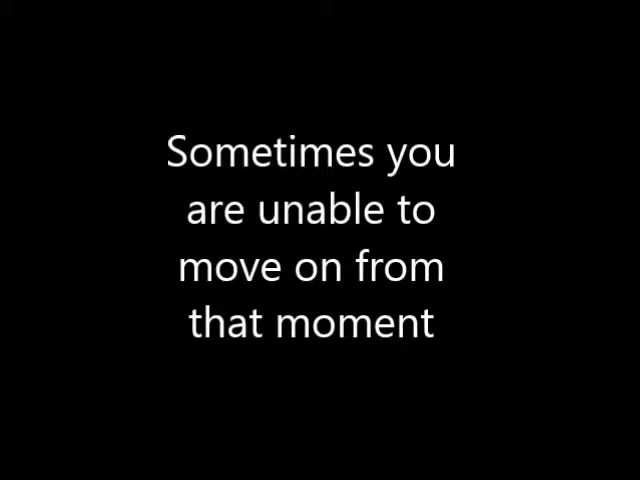 Sometimes you
are unable to
move on from
that moment